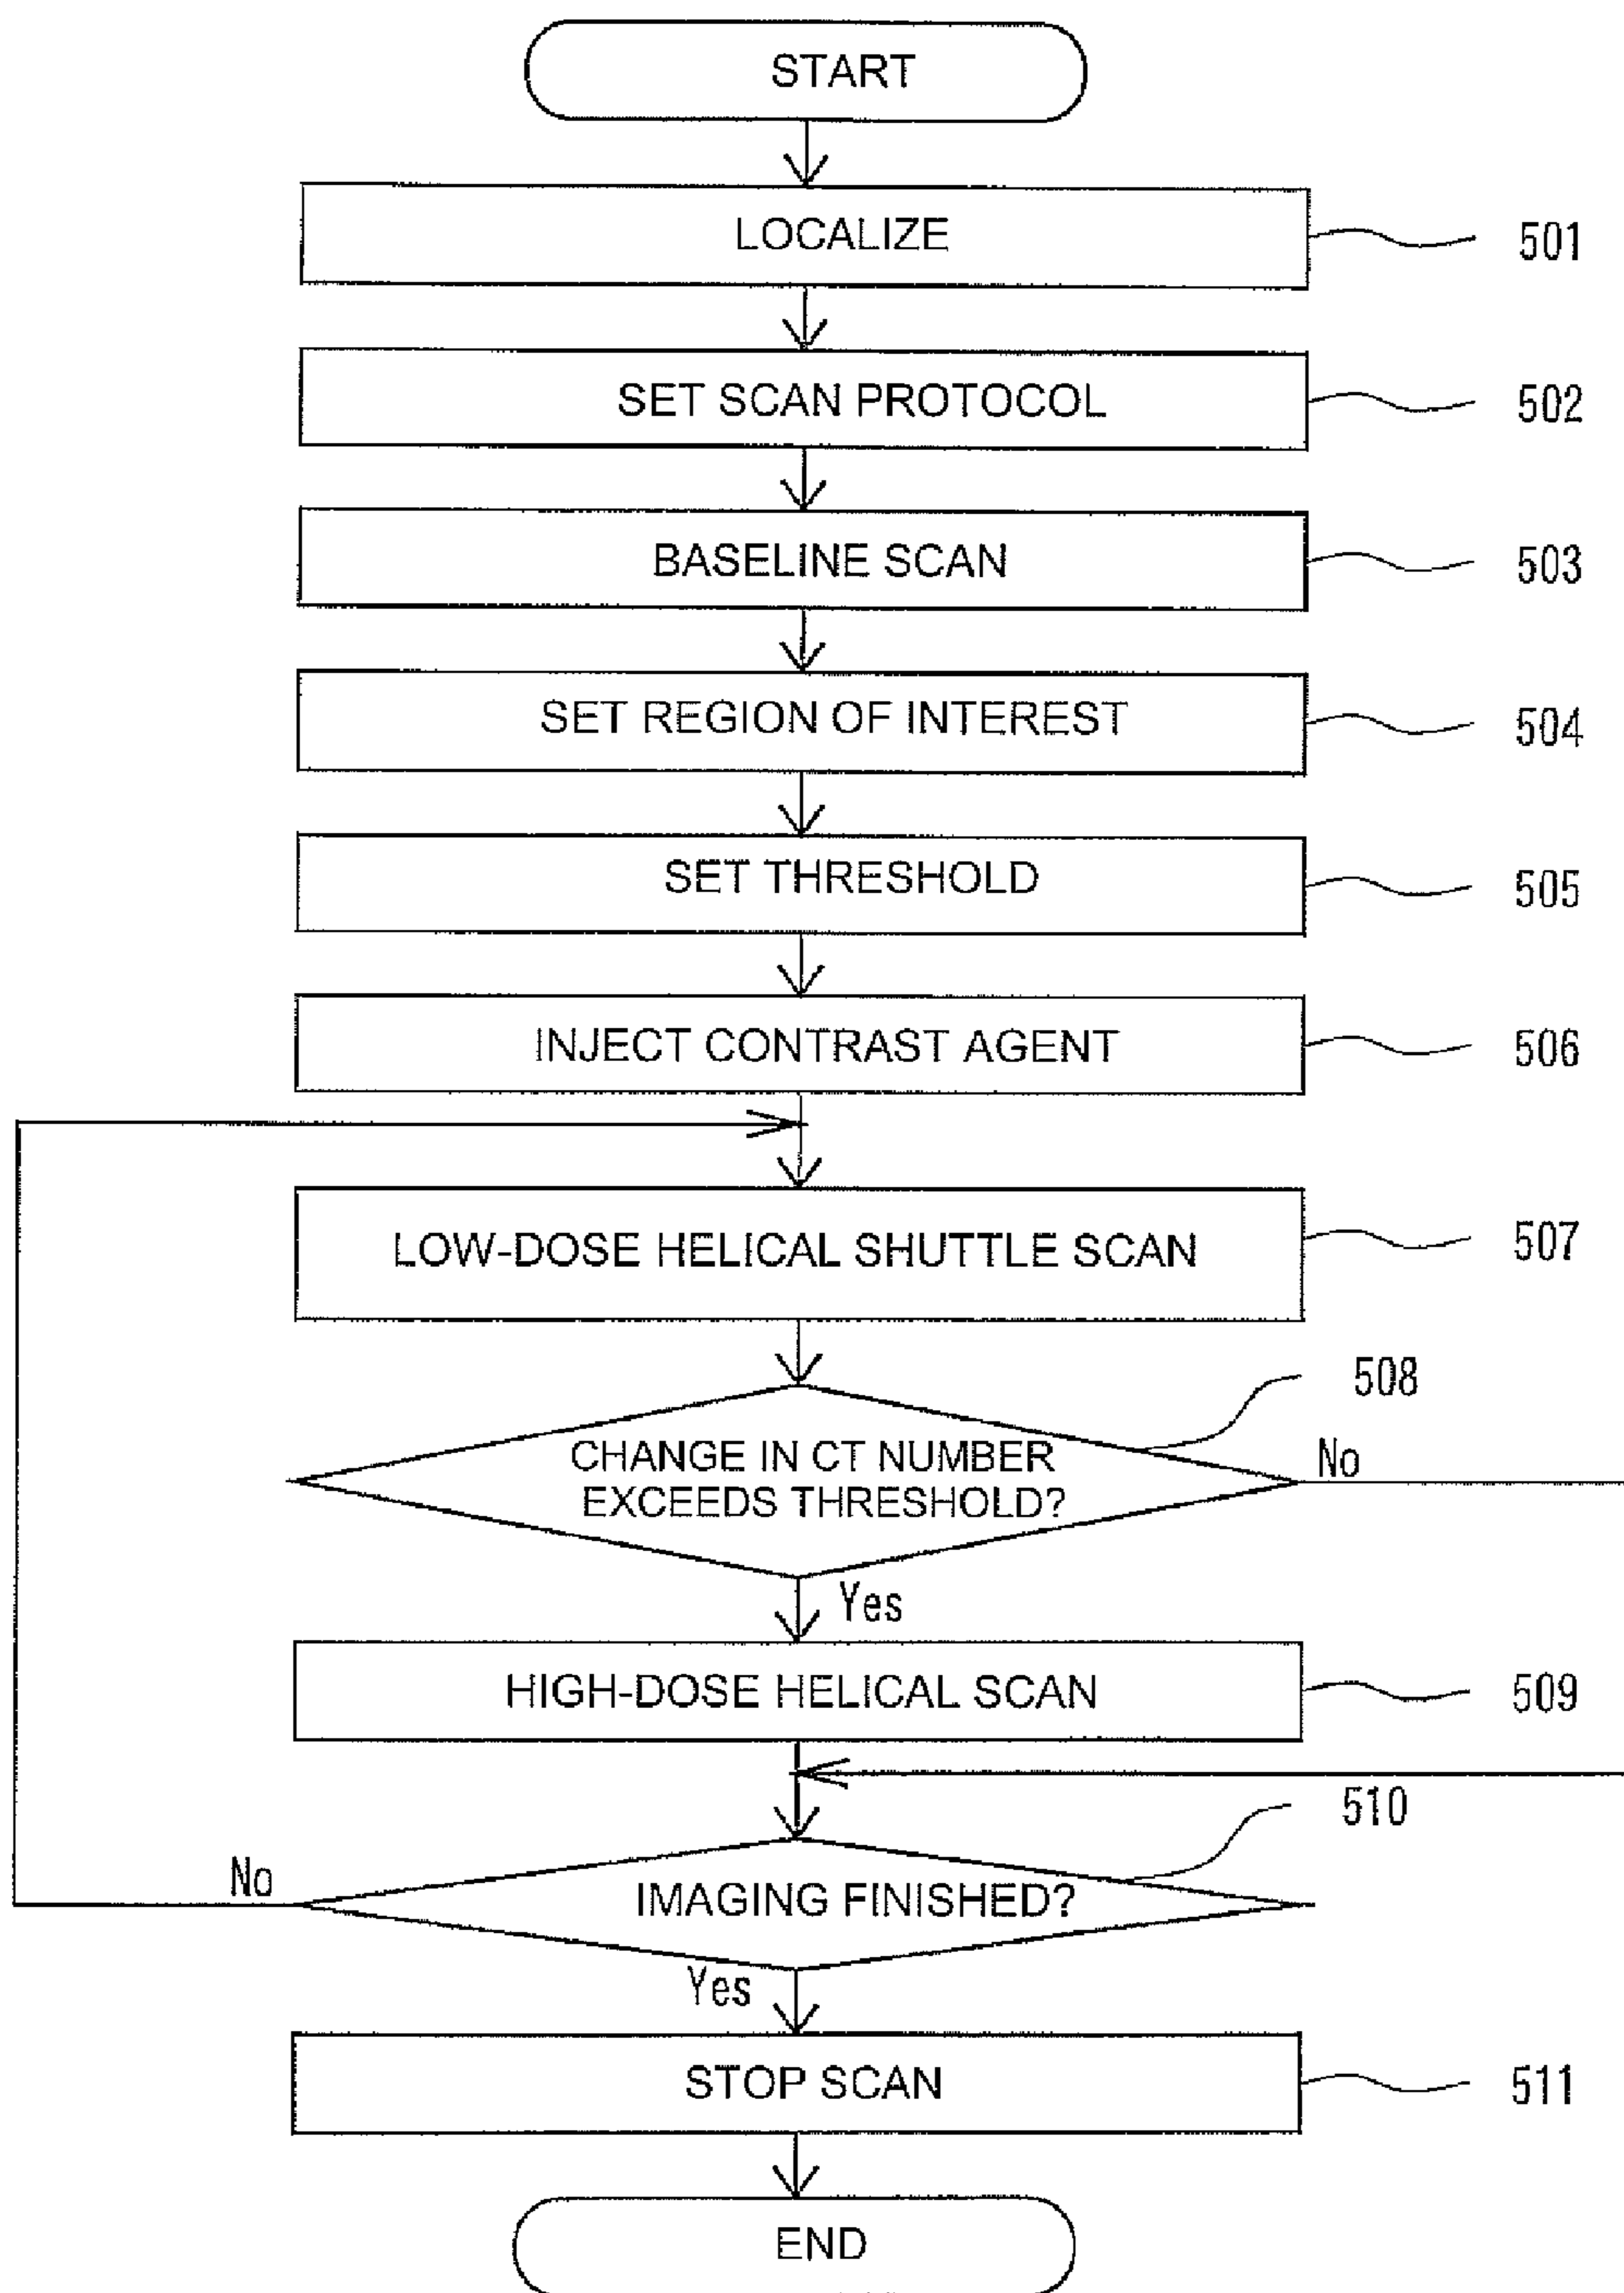 START
LOCALIZE
501
SET SCAN PROTOCOL
502
BASELINE SCAN
503
SET REGION OF INTEREST
504
SET THRESHOLD
505
INJECT CONTRAST AGENT
506
LOW-DOSE HELICAL SHUTTLE SCAN
507
508
CHANGE IN CT NUMBER
EXCEEDS THRESHOLD?
No
Yes
HIGH-DOSE HELICAL SCAN
509
510
No
IMAGING FINISHED?
Yes
STOP SCAN
511
END